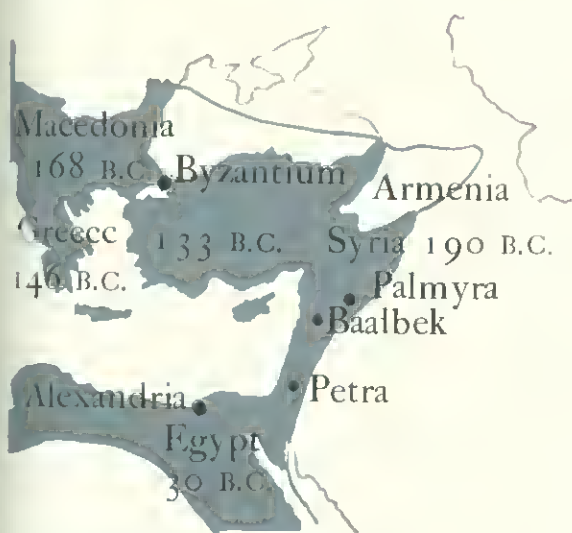 Macedonia
168 B.C.
Byzantium
Armenia
Greece
133 B.C.
Syria 190 B.C.
146 B.C.
Palmyra
Baalbek
Alexandria
Petra
Egypt
30 B.C.